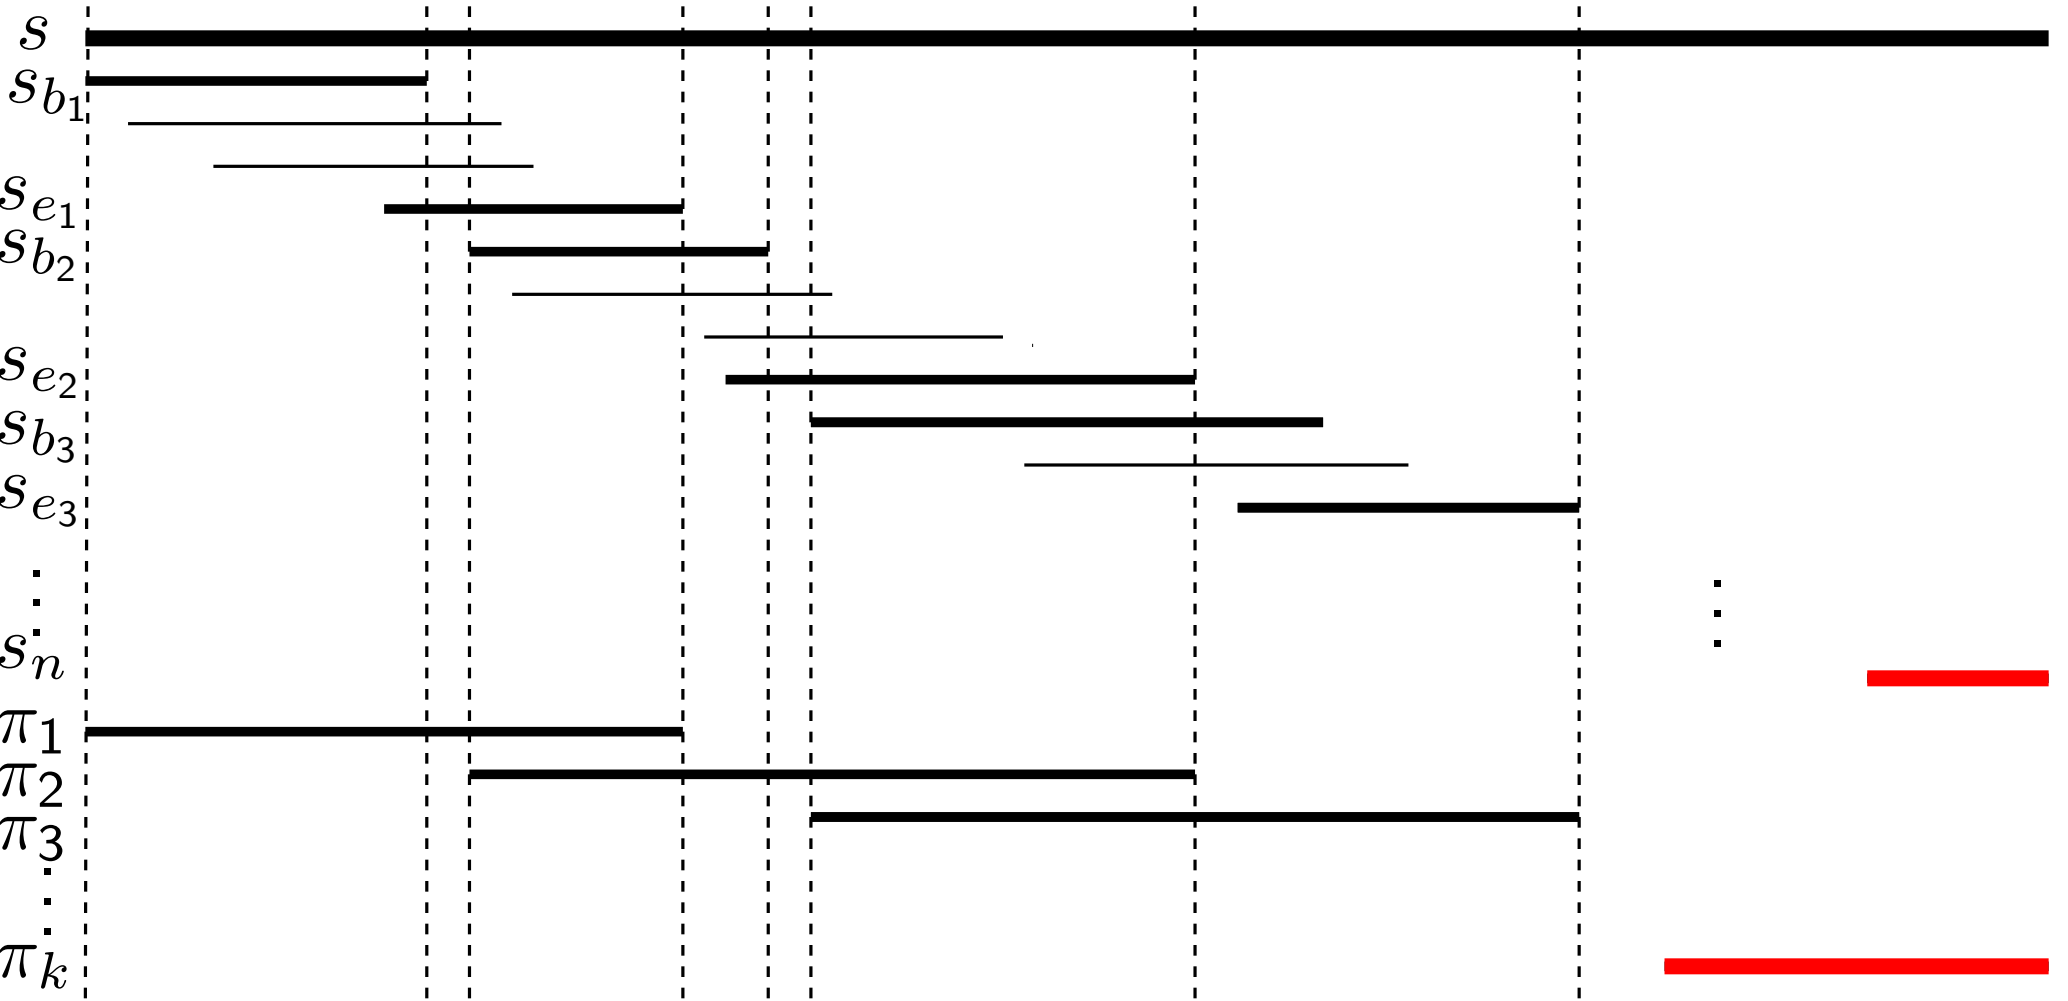 s
s_{b_1}
s_{e_1}
s_{b_2}
s_{e_2}
s_{b_3}
s_{e_3}
⋮
s_n
π_1
π_2
π_3
⋮
π_k